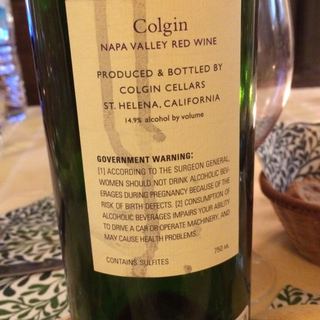 Colgin
NAPA VALLEY RED WINE
PRODUCED & BOTTLED BY
COLGIN CELLARS
ST. HELENA, CALIFORNIA
14.9% alcohol by volume
GOVERNMENT WARNING:
[1] ACCORDING TO THE SURGEON GENERAL,
WOMEN SHOULD NOT DRINK ALCOHOLIC BEV-
ERAGES DURING PREGNANCY BECAUSE OF THE
RISK OF BIRTH DEFECTS. [2] CONSUMPTION OF
ALCOHOLIC BEVERAGES IMPAIRS YOUR ABILITY
TO DRIVE A CAR OR OPERATE MACHINERY, AND
MAY CAUSE HEALTH PROBLEMS.
750 ML
CONTAINS SULFITES